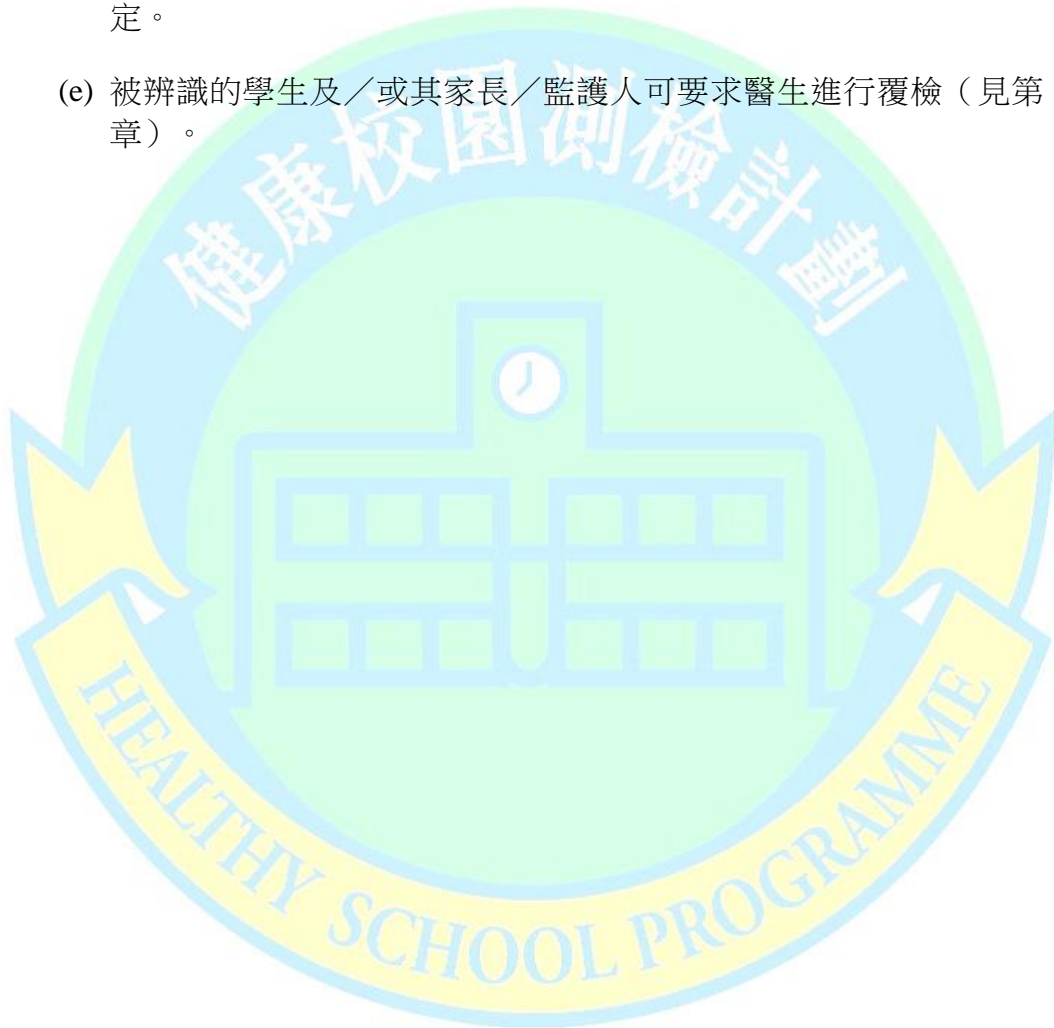 定。
(e) 被辨識的學生及／或其家長／監護人可要求醫生進行覆檢（見第
章）。
健康校園測檢計劃
HEALTHY SCHOOL PROGRAMME